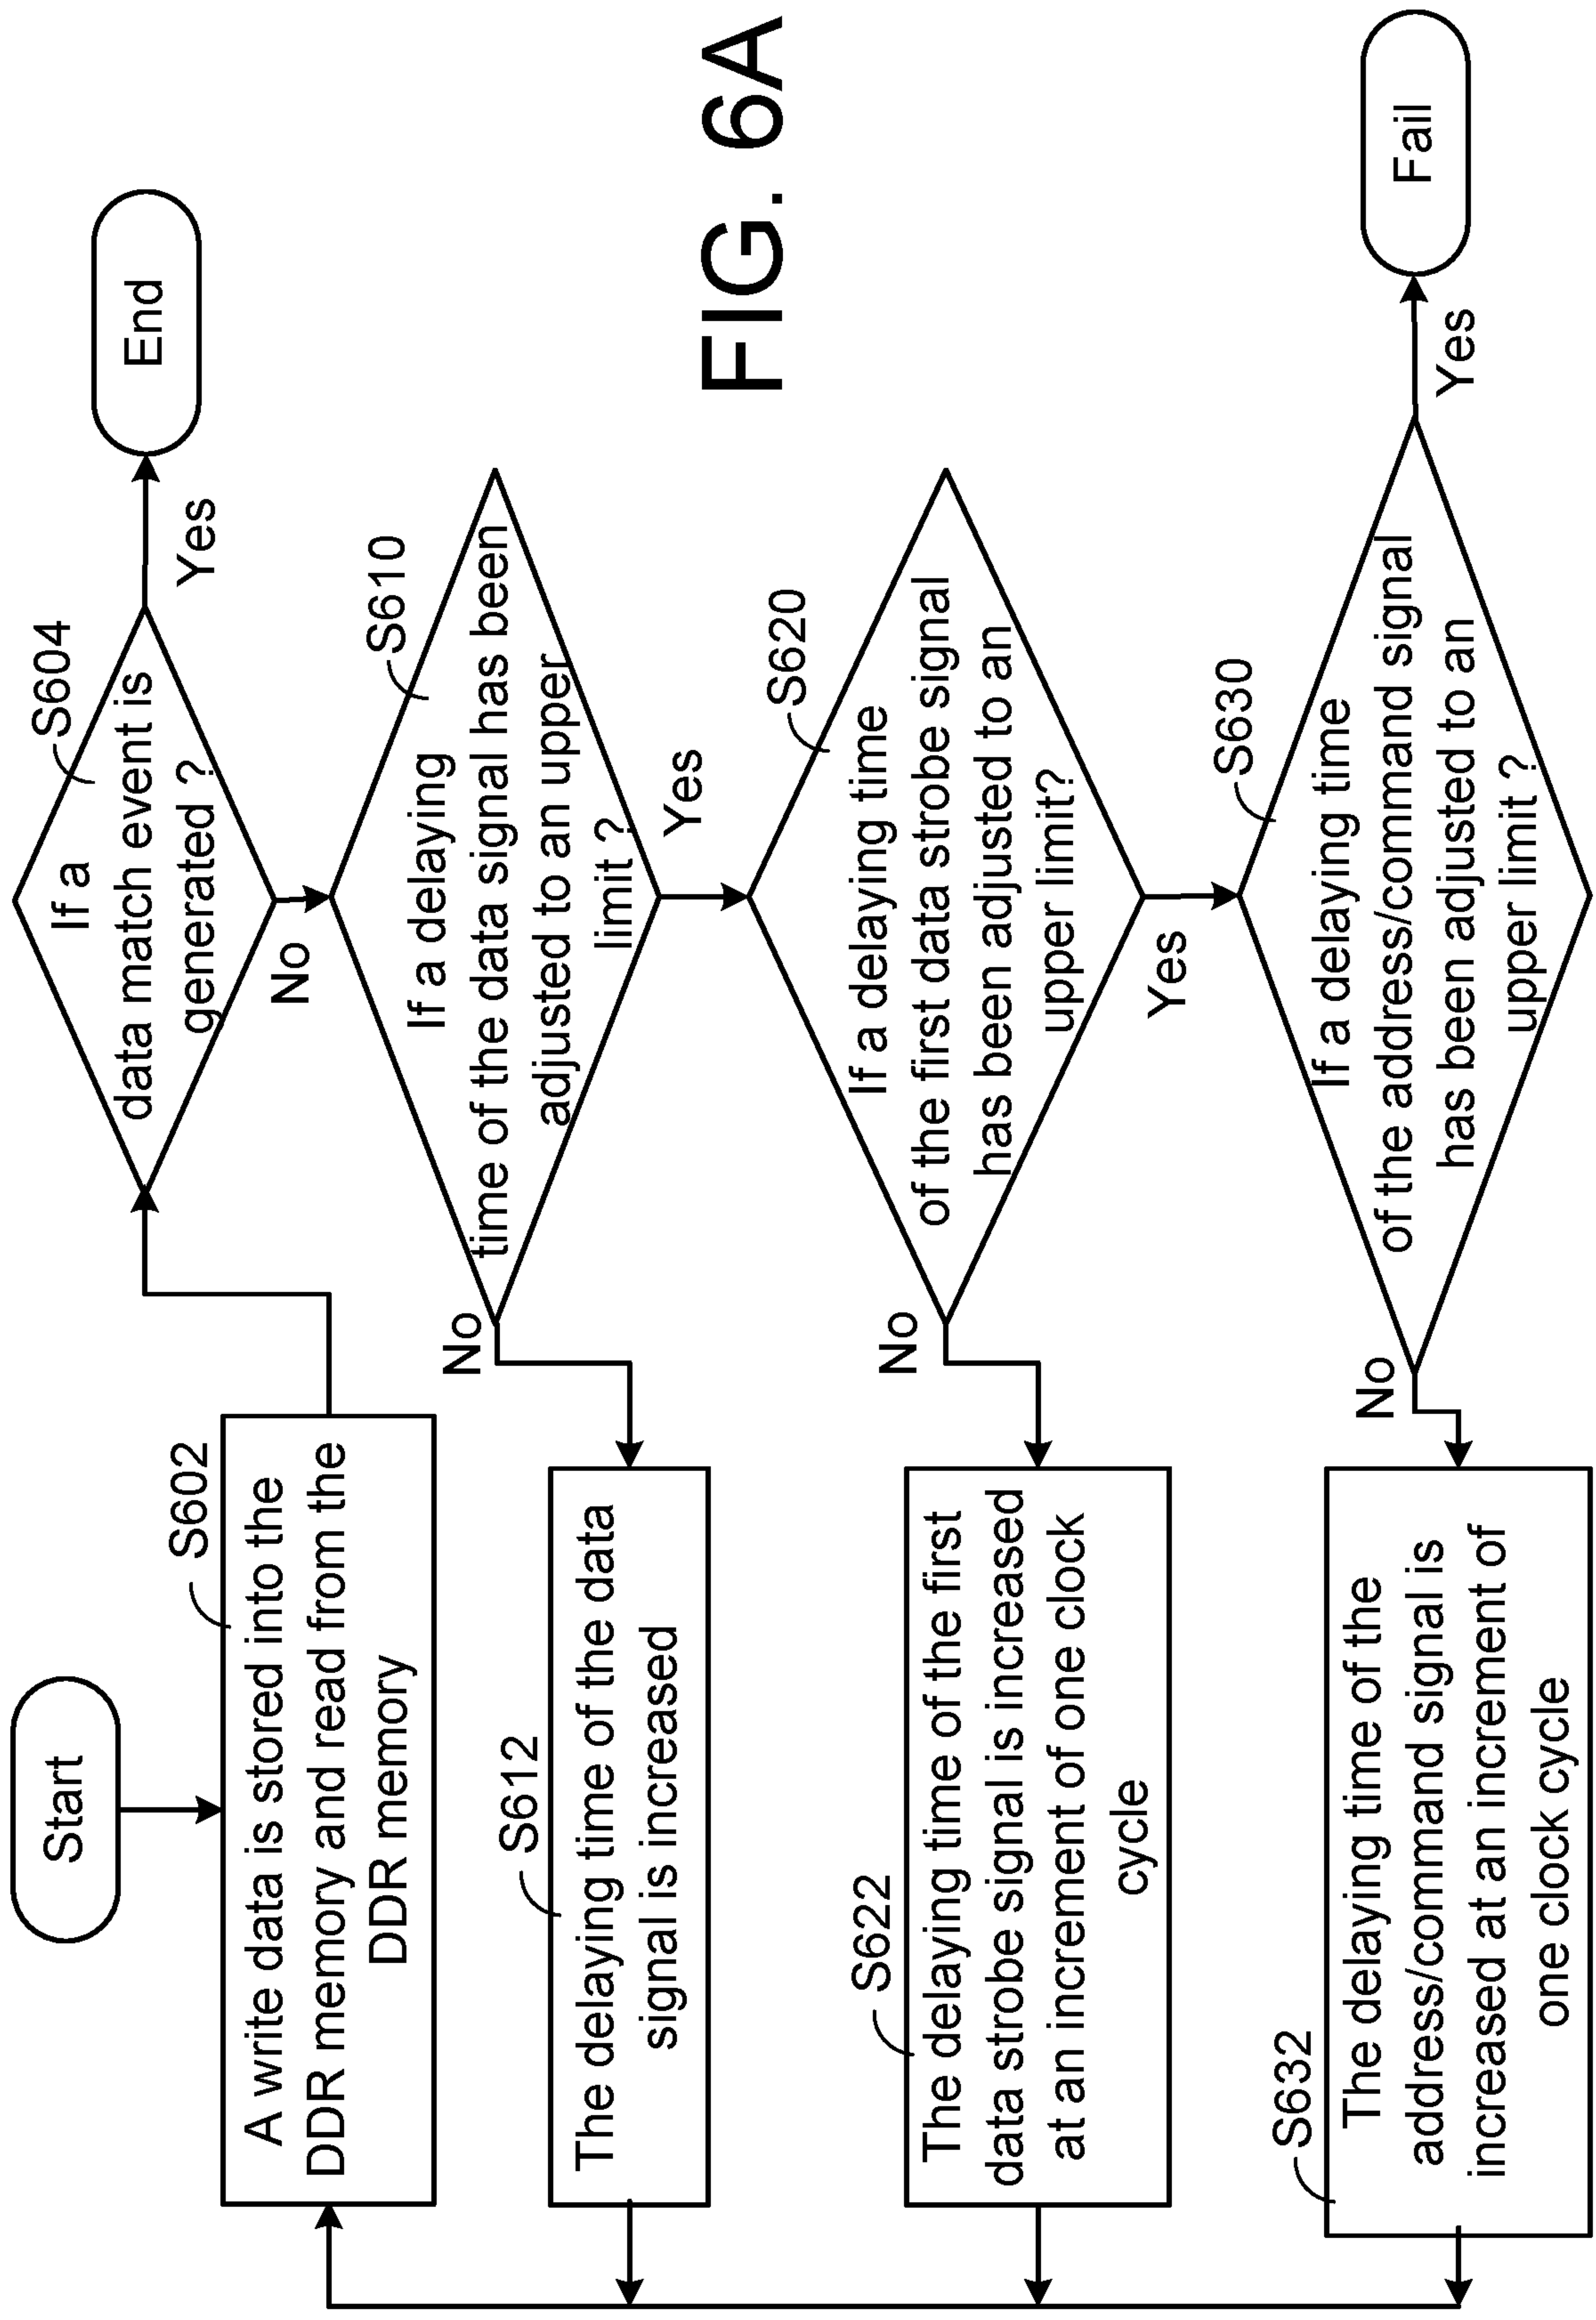 Start
S602
A write data is stored into the
DDR memory and read from the
DDR memory
S604
If a
data match event is
generated ?
Yes
End
No
S610
If a delaying
time of the data signal has been
adjusted to an upper
limit ?
No
Yes
S612
The delaying time of the data
signal is increased
S620
If a delaying time
of the first data strobe signal
has been adjusted to an
upper limit?
No
Yes
S622
The delaying time of the first
data strobe signal is increased
at an increment of one clock
cycle
S630
If a delaying time
of the address/command signal
has been adjusted to an
upper limit ?
No
Yes
Fail
S632
The delaying time of the
address/command signal is
increased at an increment of
one clock cycle
FIG. 6A